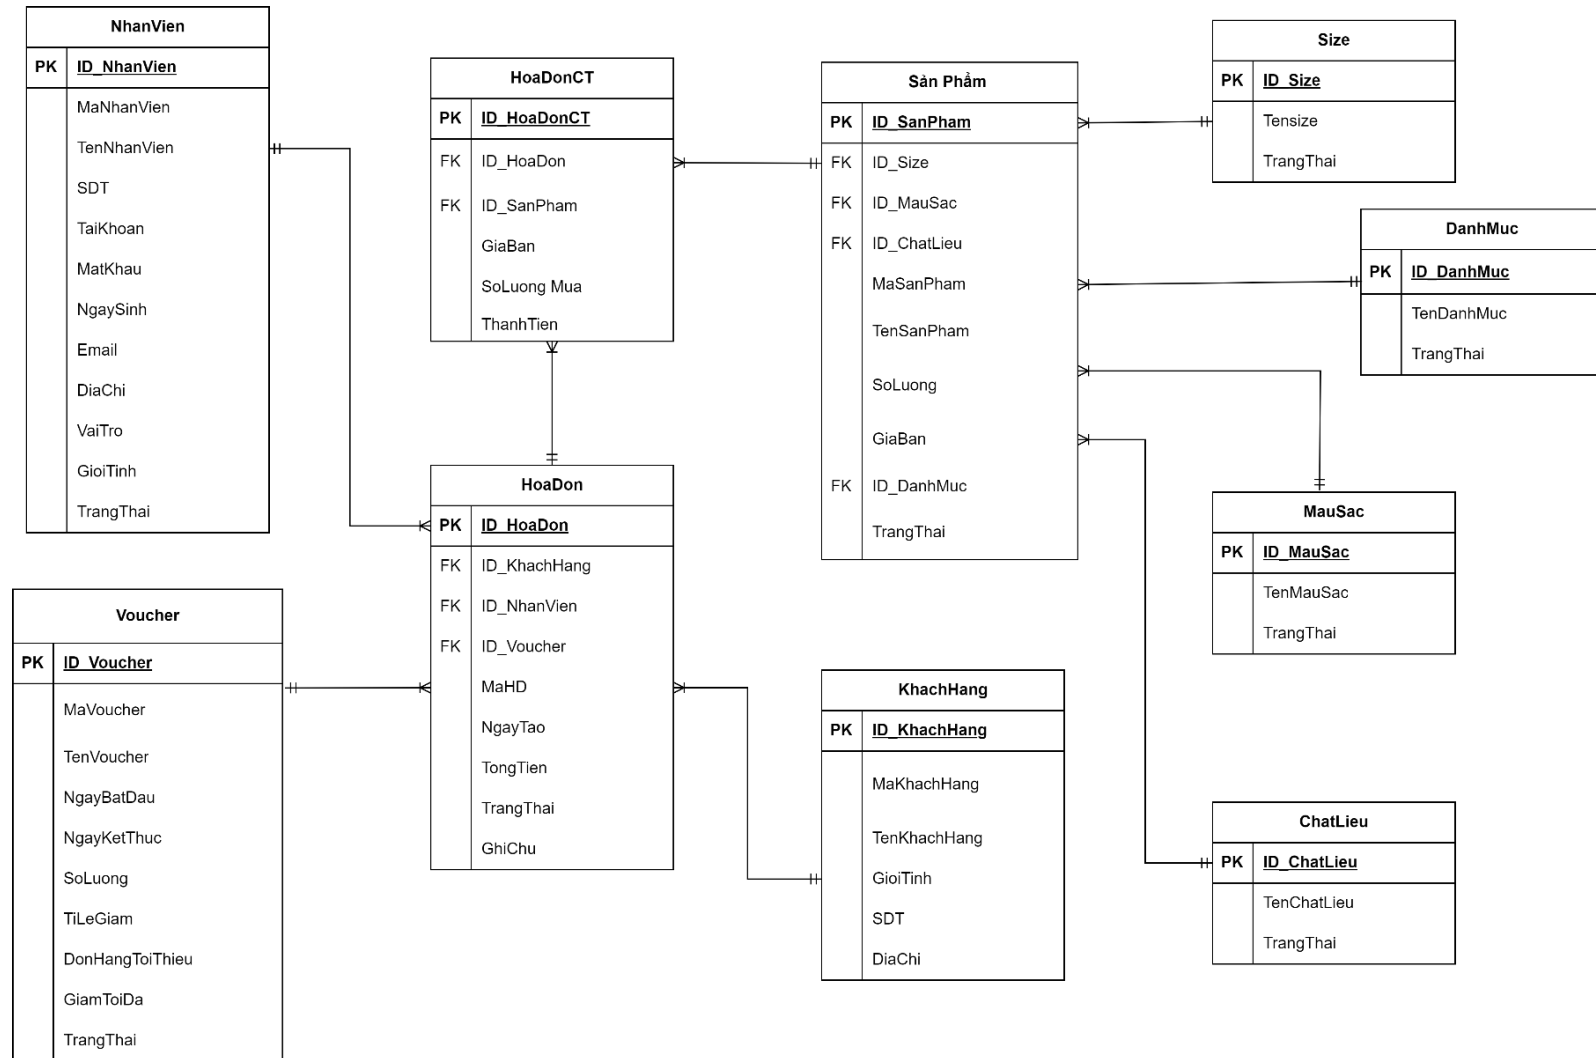 NhanVien
PK ID_NhanVien
MaNhanVien
TenNhanVien
SDT
TaiKhoan
MatKhau
NgaySinh
Email
DiaChi
VaiTro
GioiTinh
TrangThai
HoaDonCT
PK ID_HoaDonCT
FK ID_HoaDon
FK ID_SanPham
GiaBan
SoLuong Mua
ThanhTien
Sản Phẩm
PK ID_SanPham
FK ID_Size
FK ID_MauSac
FK ID_ChatLieu
MaSanPham
TenSanPham
SoLuong
GiaBan
FK ID_DanhMuc
TrangThai
Size
PK ID_Size
Tensize
TrangThai
DanhMuc
PK ID_DanhMuc
TenDanhMuc
TrangThai
HoaDon
PK ID_HoaDon
FK ID_KhachHang
FK ID_NhanVien
FK ID_Voucher
MaHD
NgayTao
TongTien
TrangThai
GhiChu
MauSac
PK ID_MauSac
TenMauSac
TrangThai
Voucher
PK ID_Voucher
MaVoucher
TenVoucher
NgayBatDau
NgayKetThuc
SoLuong
TiLeGiam
DonHangToiThieu
GiamToiDa
TrangThai
KhachHang
PK ID_KhachHang
MaKhachHang
TenKhachHang
GioiTinh
SDT
DiaChi
ChatLieu
PK ID_ChatLieu
TenChatLieu
TrangThai